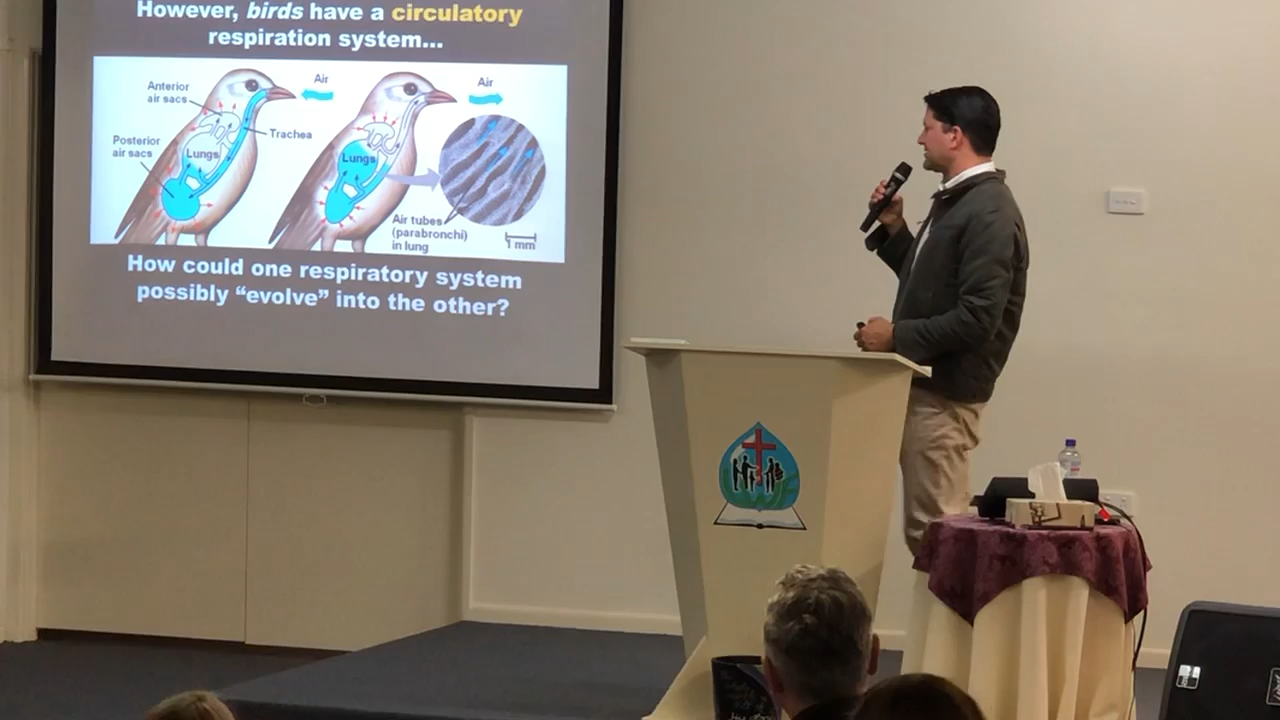 However, birds have a circulatory
respiration system...
Anterior
air sacs
Air
Air
Posterior
air sacs
Trachea
Lungs
Lungs
Air tubes
(parabronchi)
in lung
1 mm
How could one respiratory system
possibly “evolve” into the other?